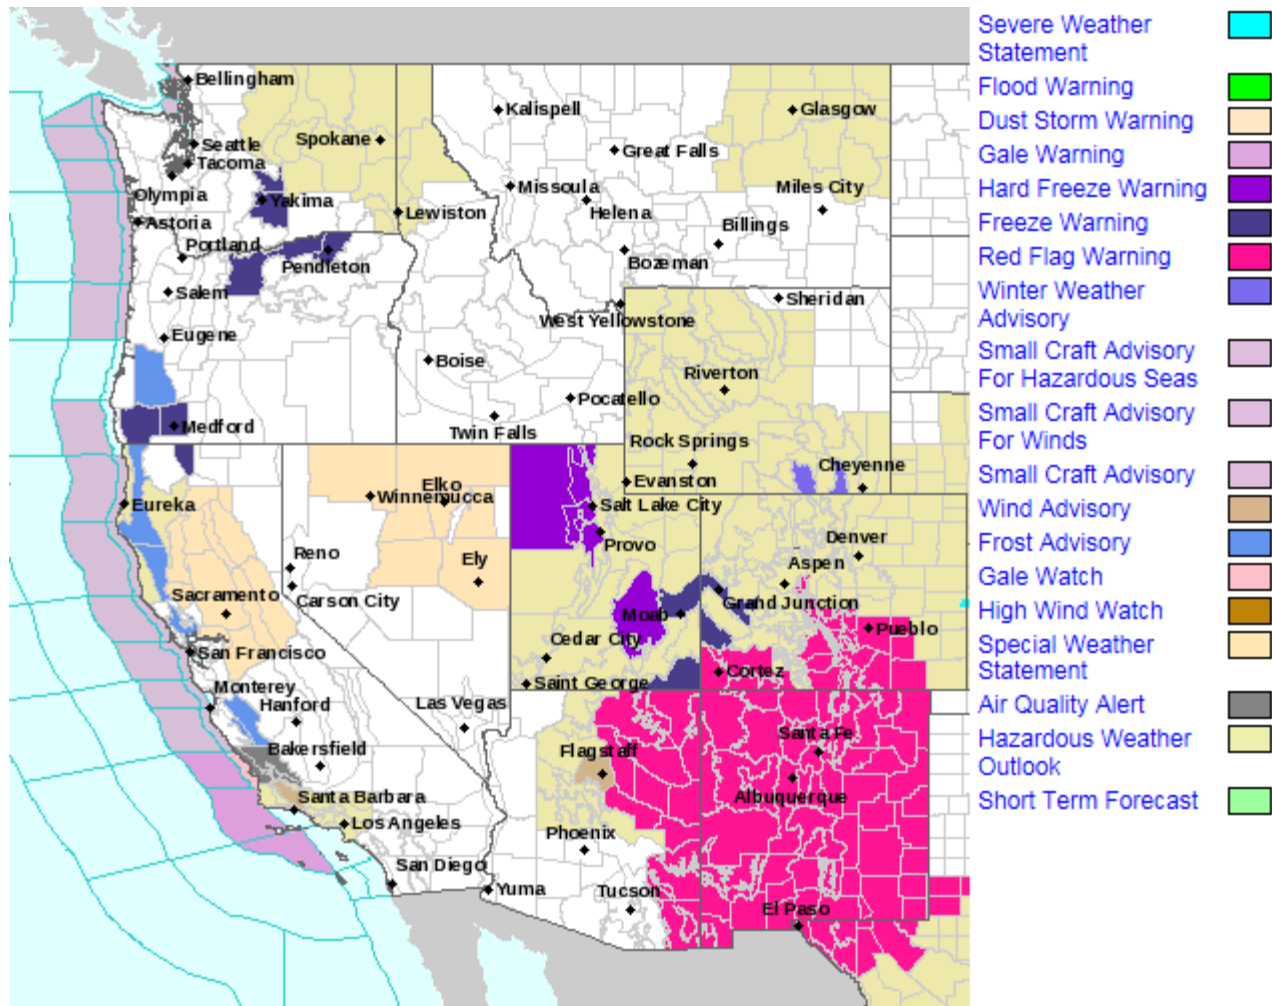 Severe Weather
Statement
Flood Warning
Dust Storm Warning
Gale Warning
Hard Freeze Warning
Freeze Warning
Red Flag Warning
Winter Weather
Advisory
Small Craft Advisory
For Hazardous Seas
Small Craft Advisory
For Winds
Small Craft Advisory
Wind Advisory
Frost Advisory
Gale Watch
High Wind Watch
Special Weather
Statement
Air Quality Alert
Hazardous Weather
Outlook
Short Term Forecast
Bellingham
Kalispell
Glasgow
Spokane
Seattle
Great Falls
Tacoma
Missoula
Miles City
Olympia
Yakima
Helena
Lewiston
Astoria
Billings
Portland
Pendleton
Bozeman
Salem
Sheridan
West Yellowstone
Eugene
Boise
Riverton
Pocatello
Medford
Twin Falls
Rock Springs
Cheyenne
Evanston
Elko
Winnemucca
Eureka
Salt Lake City
Provo
Denver
Reno
Ely
Aspen
Sacramento
Carson City
Grand Junction
Moab
Pueblo
Cedar City
San Francisco
Cortez
Saint George
Monterey
Hanford
Las Vegas
Santa Fe
Bakersfield
Flagstaff
Albuquerque
Santa Barbara
Los Angeles
Phoenix
San Diego
Yuma
Tucson
El Paso